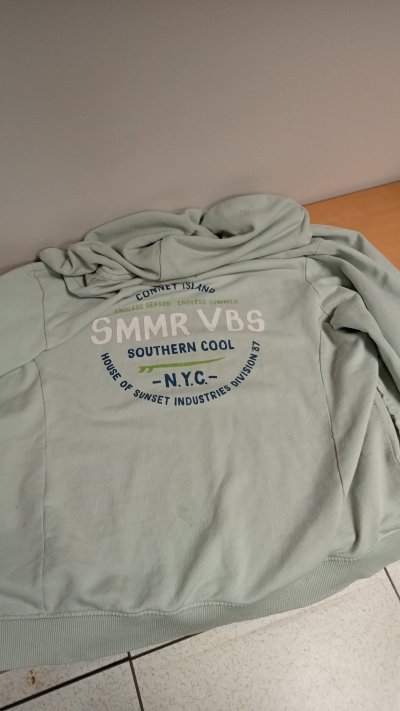 CONNEY ISLAND
ENDLESS SEASON ENDLESS SUMMER
SMMR VBS
SOUTHERN COOL
-N.Y.C.-
HOUSE OF SUNSET INDUSTRIES DIVISION 87